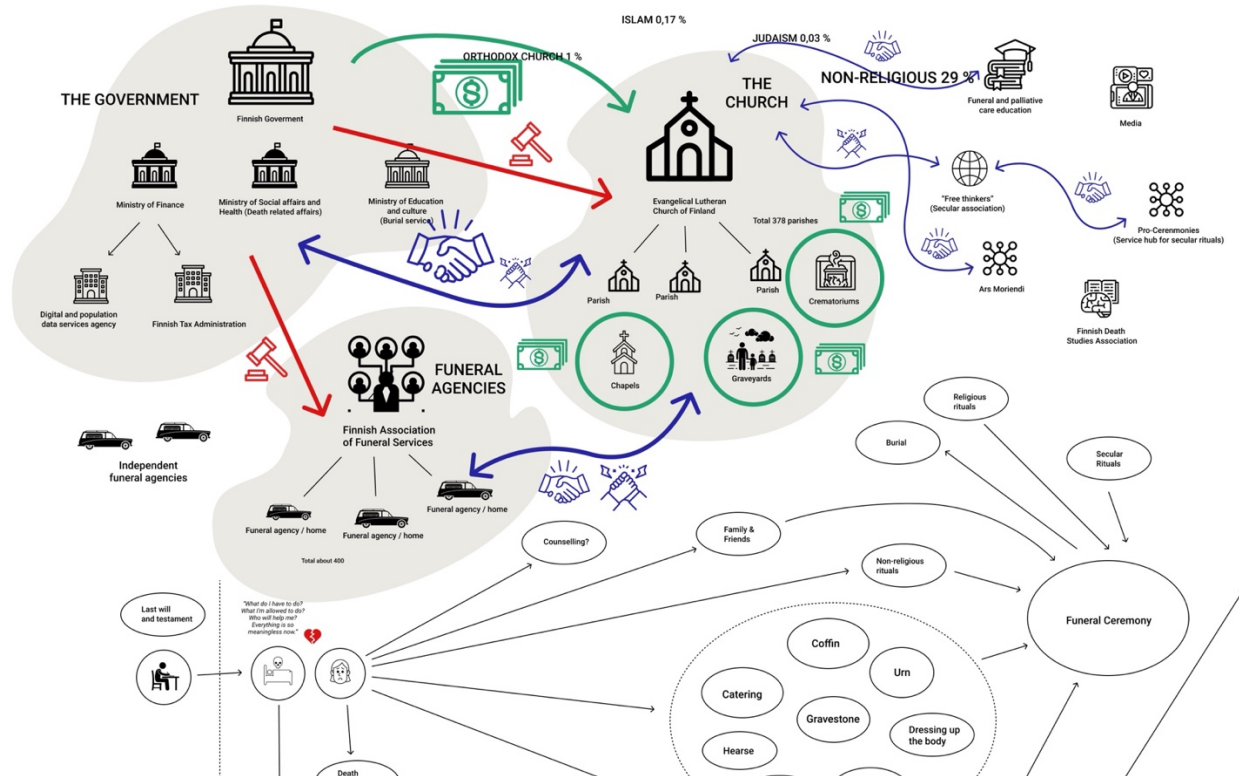 ISLAM 0,17 %
JUDAISM 0,03 %
ORTHODOX CHURCH 1 %
NON-RELIGIOUS 29 %
THE GOVERNMENT
Finnish Goverment
Ministry of Finance
Ministry of Social affairs and
Health (Death related affairs)
Ministry of Education
and culture
(Burial service)
Digital and population
data services agency
Finnish Tax Administration
THE
CHURCH
Evangelical Lutheran
Church of Finland
Total 378 parishes
Parish
Parish
Parish
Crematoriums
Chapels
Graveyards
Funeral and palliative
care education
Media
"Free thinkers"
(Secular association)
Pro-Cerenmonies
(Service hub for secular rituals)
Ars Moriendi
Finnish Death
Studies Association
FUNERAL
AGENCIES
Finnish Association
of Funeral Services
Funeral agency / home
Funeral agency / home
Funeral agency / home
Total about 400
Independent
funeral agencies
Religious
rituals
Burial
Secular
Rituals
Counselling?
Family &
Friends
Non-religious
rituals
Funeral Ceremony
Last will
and testament
"What do I have to do?
What I'm allowed to do?
Who will help me?
Everything is so
meaningless now."
Coffin
Urn
Catering
Gravestone
Dressing up
the body
Hearse
Death